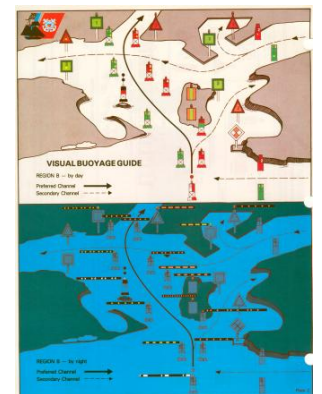 VISUAL BUOYAGE GUIDE
REGION B — by day
Preferred Channel
Secondary Channel
REGION B — by night
Preferred Channel
Secondary Channel